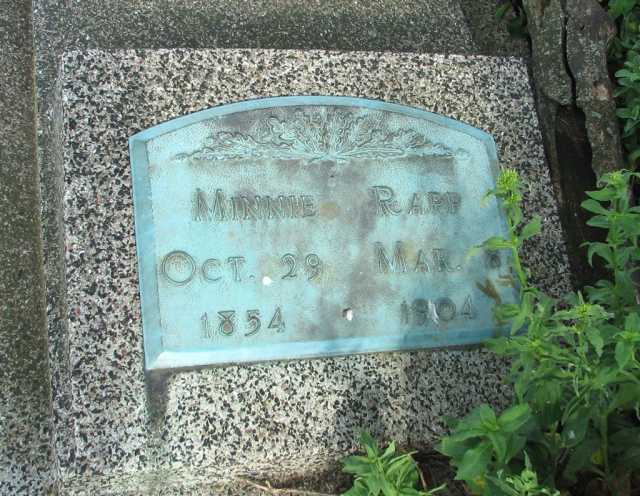 Minnie Rapp
Oct. 29 Mar.
1854 1904